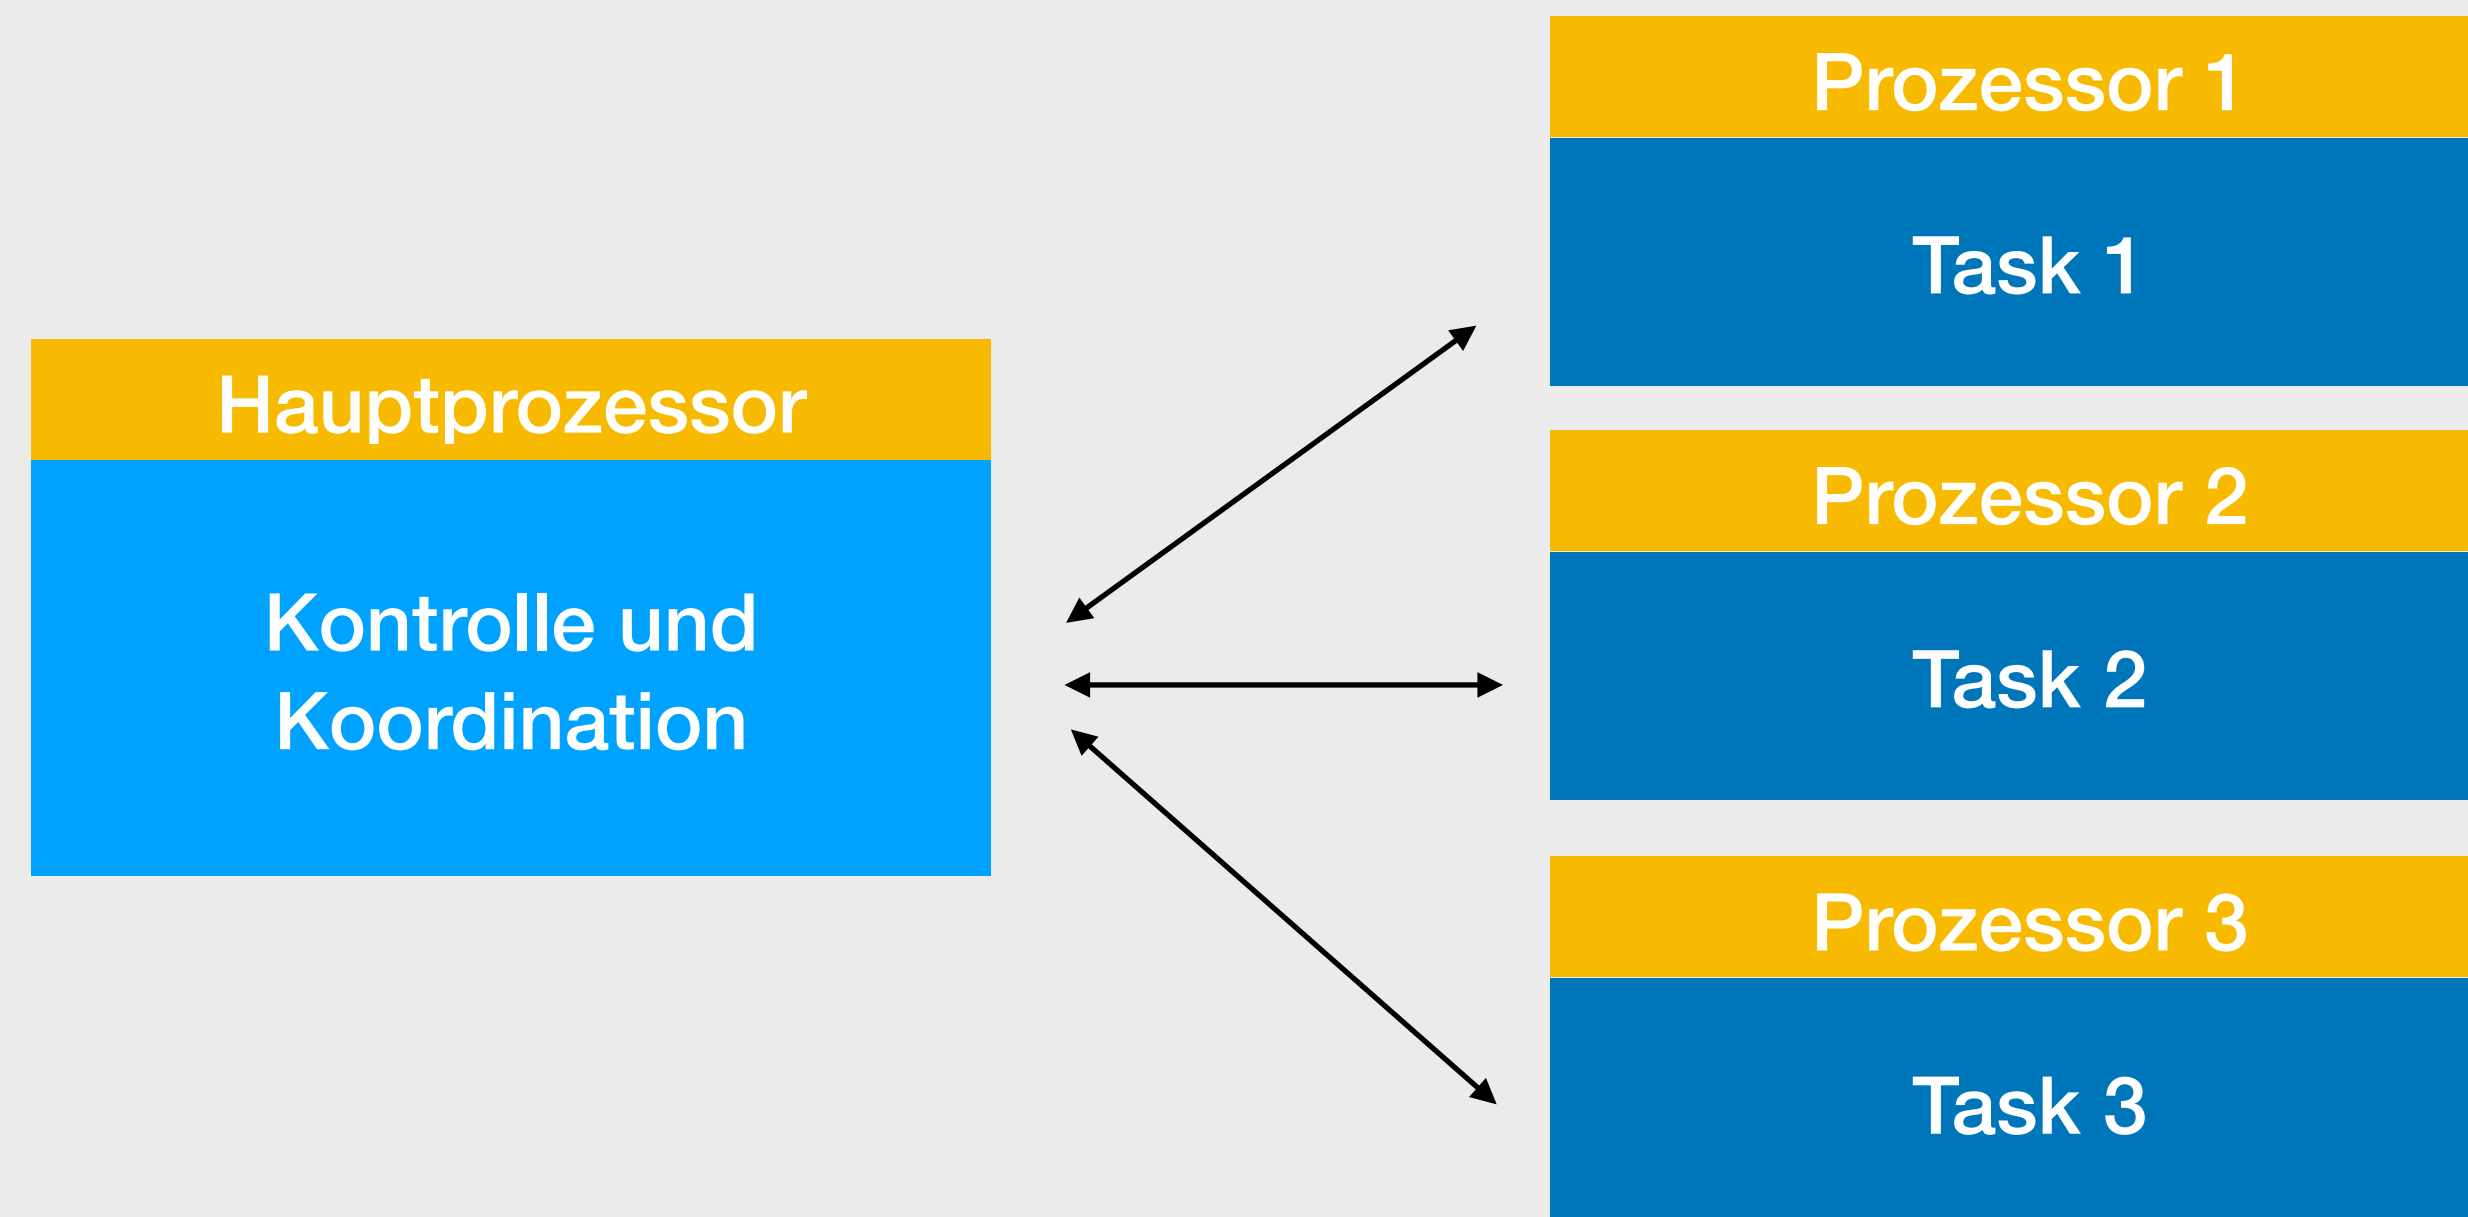 Hauptprozessor
Kontrolle und
Koordination
Prozessor 1
Task 1
Prozessor 2
Task 2
Prozessor 3
Task 3